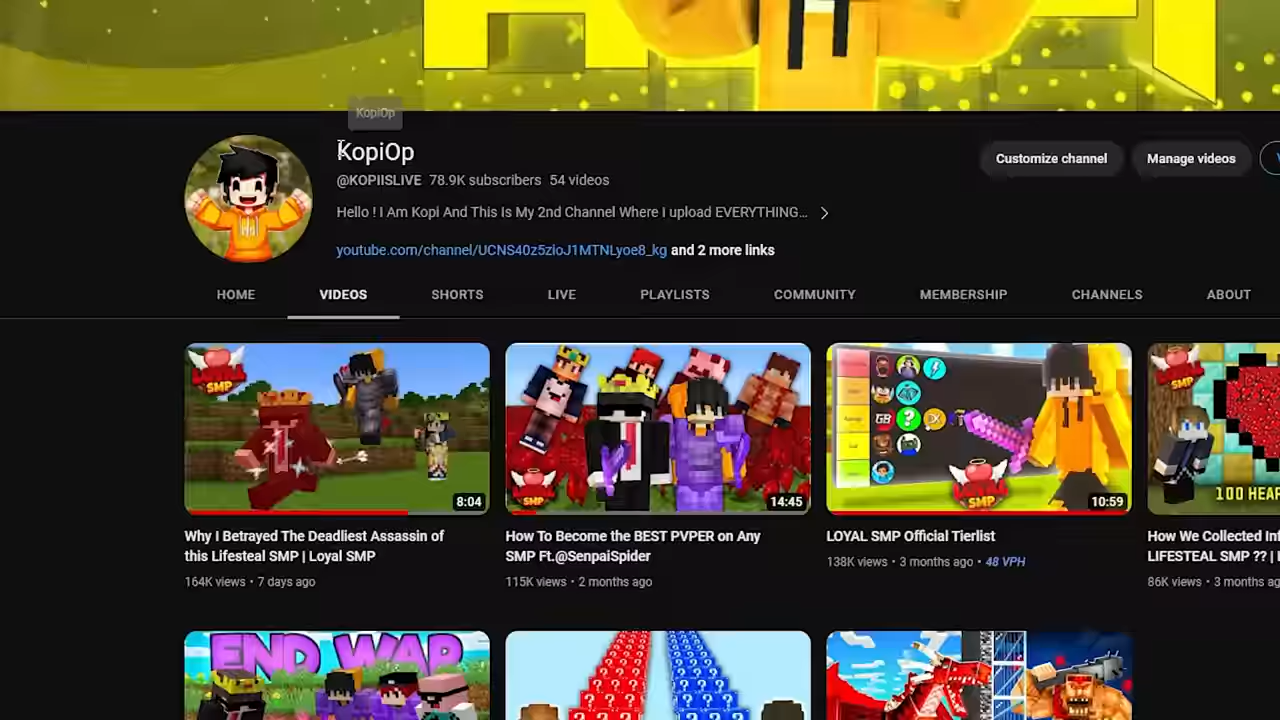 KopiOp
KopiOp
Customize channel
Manage videos
@KOPIISLIVE 78.9K subscribers 54 videos
Hello ! I Am Kopi And This Is My 2nd Channel Where I upload EVERYTHING...
youtube.com/channel/UCNS40z5zloJ1MTNLyoe8_kg and 2 more links
HOME VIDEOS SHORTS LIVE PLAYLISTS COMMUNITY MEMBERSHIP CHANNELS ABOUT
SMP
8:04
SMP
14:45
GB
?
SMP
10:59
SMP
100 HEAR
Why I Betrayed The Deadliest Assassin of
this Lifesteal SMP | Loyal SMP
164K views • 7 days ago
How To Become the BEST PVPER on Any
SMP Ft.@SenpaiSpider
115K views • 2 months ago
LOYAL SMP Official Tierlist
138K views • 3 months ago • 48 VPH
How We Collected Inf
LIFESTEAL SMP ?? |
86K views • 3 months ag
END WAR